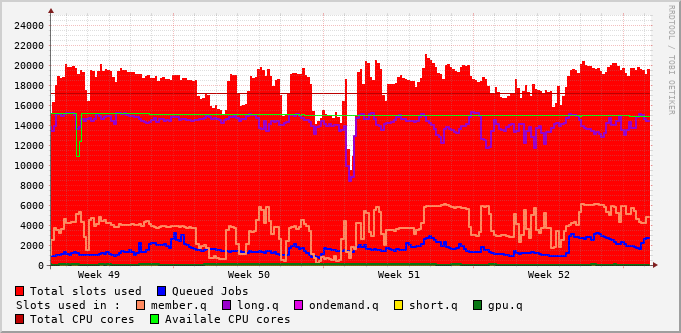 24000
22000
20000
18000
16000
14000
12000
10000
8000
6000
4000
2000
0
Week 49 Week 50 Week 51 Week 52
RRDTOOL / TOBI OETIKER
Total slots used Queued Jobs
Slots used in : member.q long.q ondemand.q short.q gpu.q
Total CPU cores Availale CPU cores